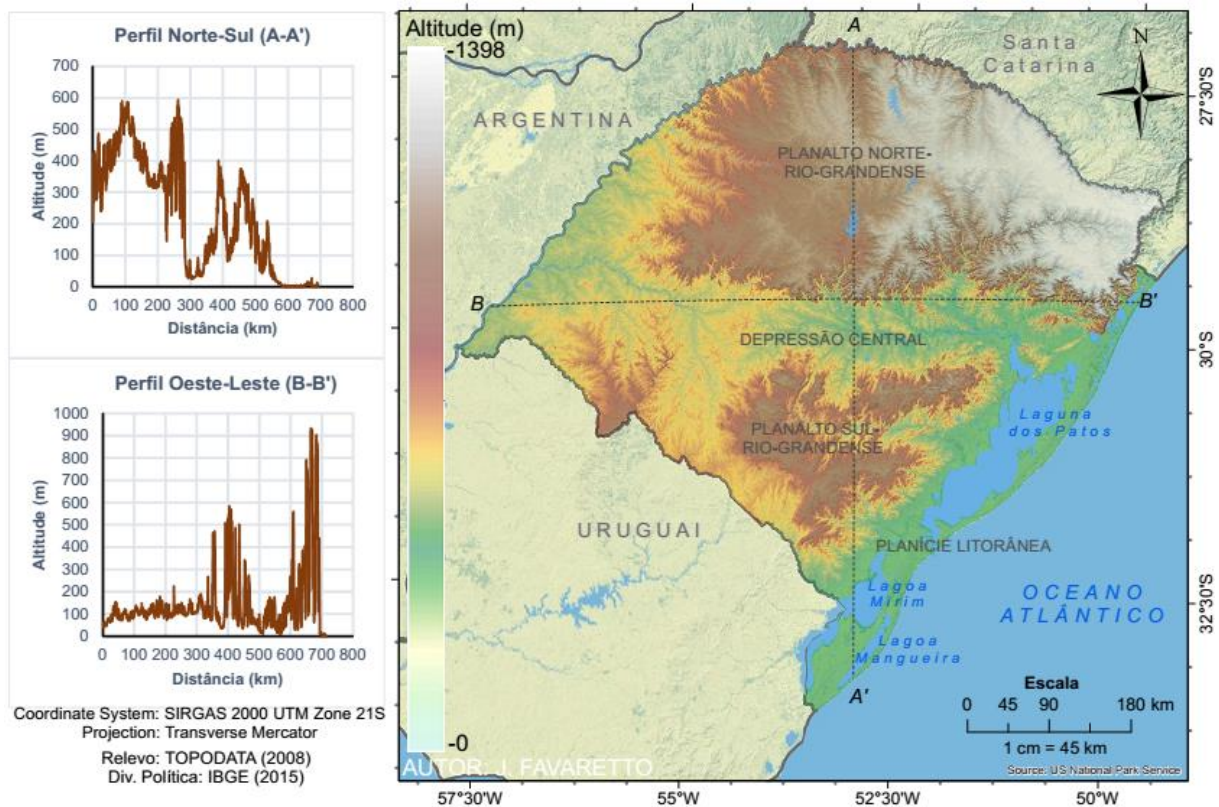 Perfil Norte-Sul (A-A')
700
600
500
400
300
200
100
0
Altitude (m)
0 100 200 300 400 500 600 700 800
Distância (km)
Perfil Oeste-Leste (B-B')
1000
900
800
700
600
500
400
300
200
100
0
Altitude (m)
0 100 200 300 400 500 600 700 800
Distância (km)
Coordinate System: SIRGAS 2000 UTM Zone 21S
Projection: Transverse Mercator
Relevo: TOPODATA (2008)
Div. Política: IBGE (2015)
Altitude (m)
-1398
-0
A
Santa
Catarina
N
ARGENTINA
PLANALTO NORTE-
RIO-GRANDENSE
B
B'
DEPRESSÃO CENTRAL
Laguna
dos Patos
PLANALTO SUL-
RIO-GRANDENSE
URUGUAI
PLANÍCIE LITORÂNEA
Lagoa
Mirim
OCEANO
ATLÂNTICO
Lagoa
Mangueira
A'
Escala
0 45 90 180 km
1 cm = 45 km
AUTOR: J. FAVARETTO
Source: US National Park Service
27°30'S
30°S
32°30'S
57°30'W
55°W
52°30'W
50°W